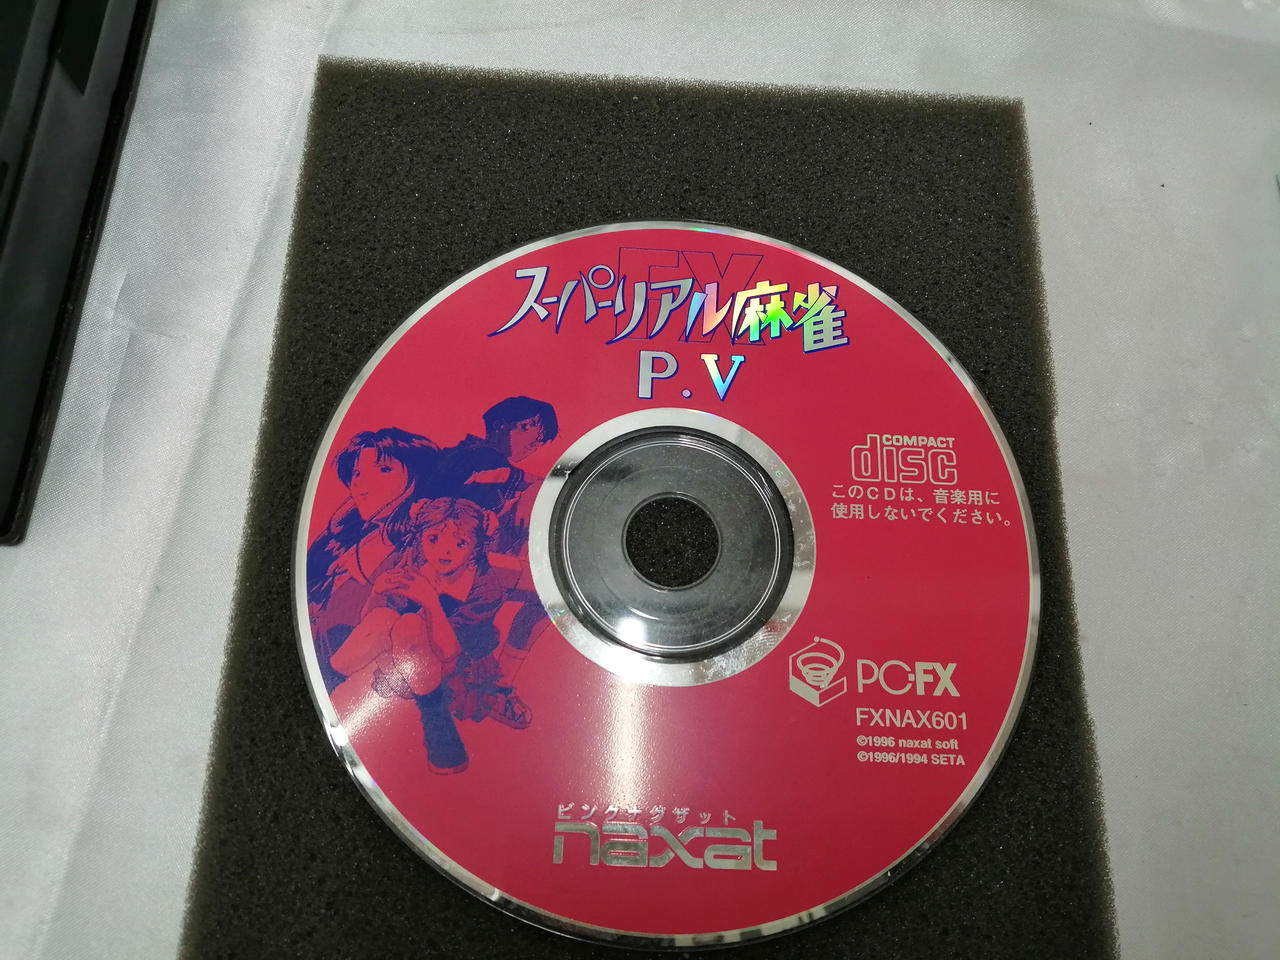 FX
スーパーリアル麻雀
P.V
COMPACT
disc
このCDは、音楽用に
使用しないでください。
PC-FX
FXNAX601
©1996 naxat soft
©1996/1994 SETA
ピンクナグザット
naxat